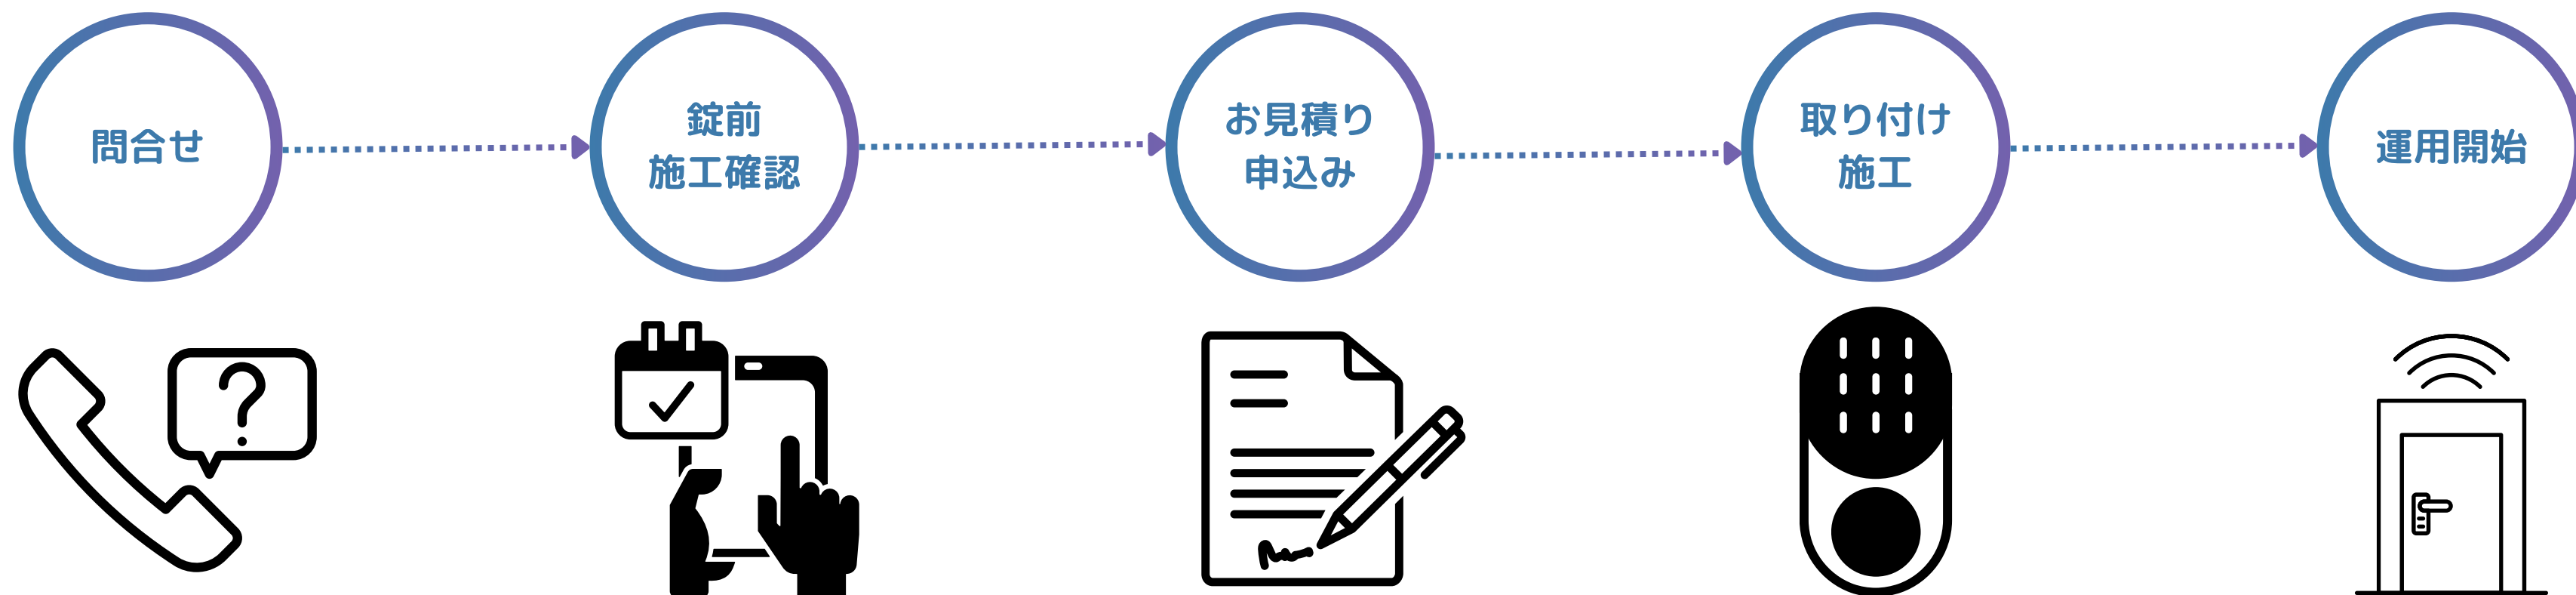 問合せ
錠前
施工確認
お見積り
申込み
取り付け
施工
運用開始